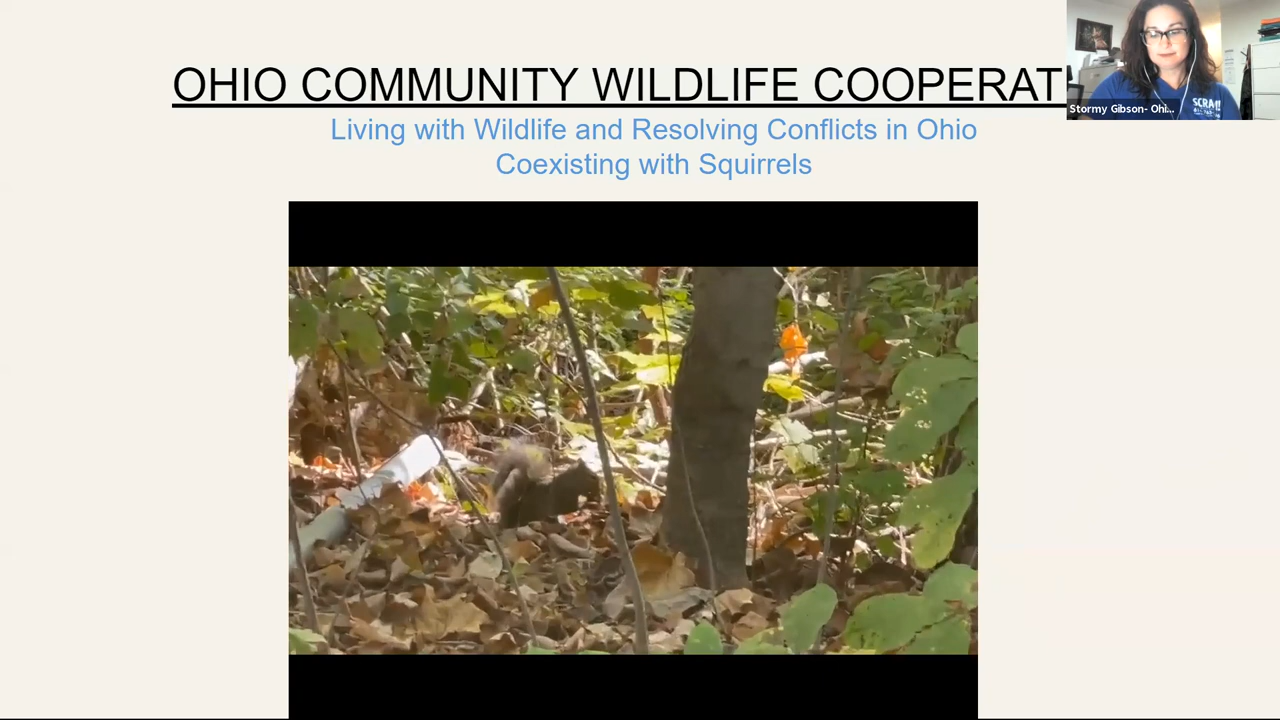 OHIO COMMUNITY WILDLIFE COOPERAT
Living with Wildlife and Resolving Conflicts in Ohio
Coexisting with Squirrels
Stormy Gibson- Ohi...